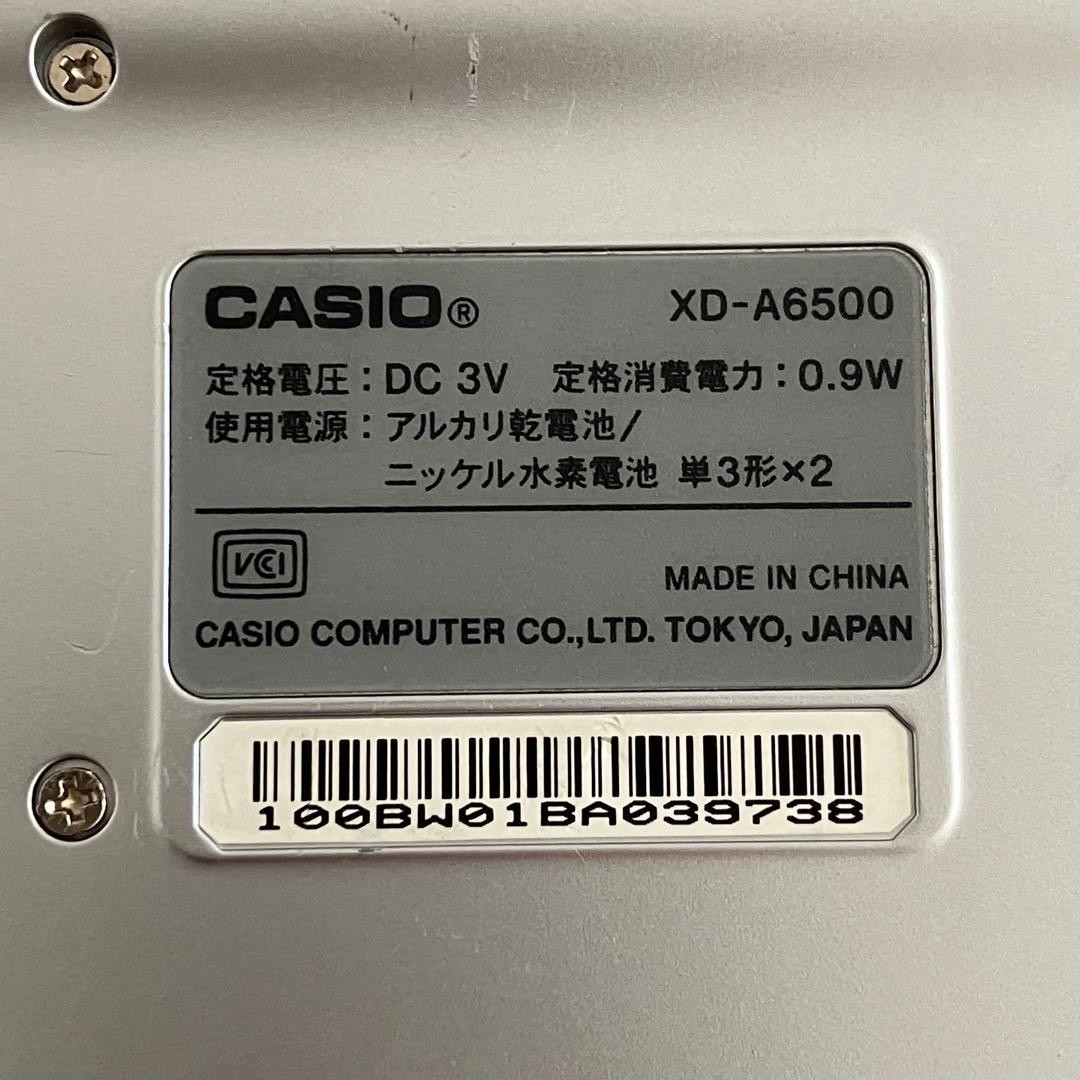 CASIO® XD-A6500
定格電圧：DC 3V 定格消費電力：0.9W
使用電源：アルカリ乾電池/
ニッケル水素電池 単3形×2
VCCI
MADE IN CHINA
CASIO COMPUTER CO.,LTD. TOKYO, JAPAN
100BW01BA039738